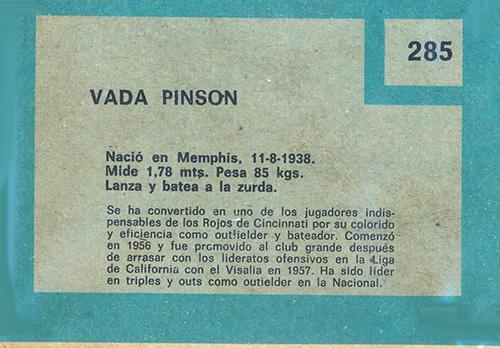 285
VADA PINSON
Nació en Memphis, 11-8-1938.
Mide 1,78 mts. Pesa 85 kgs.
Lanza y batea a la zurda.
Se ha convertido en uno de los jugadores indis-
pensables de los Rojos de Cincinnati por su colorido
y eficiencia como outfielder y bateador. Comenzó
en 1956 y fue prcmovido al club grande después
de arrasar con los lideratos ofensivos en la Liga
de California con el Visalia en 1957. Ha sido líder
en triples y outs como outielder en la Nacional.